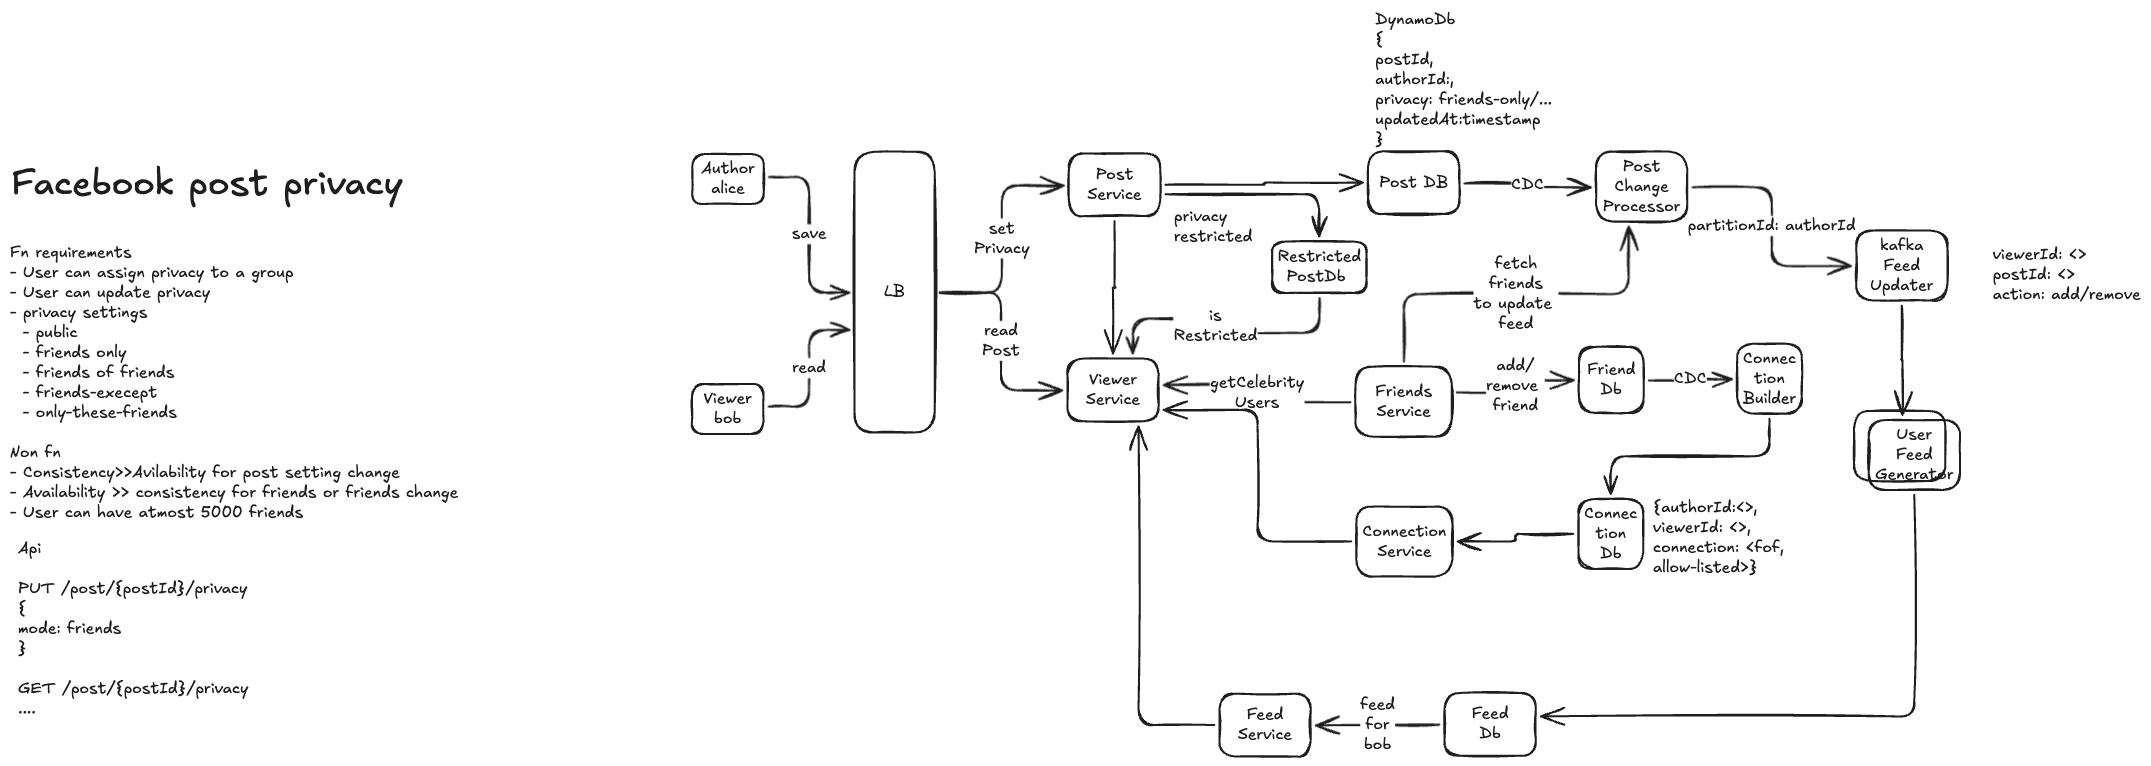 Facebook post privacy
Fn requirements
- User can assign privacy to a group
- User can update privacy
- privacy settings
- public
- friends only
- friends of friends
- friends-execept
- only-these-friends
Non fn
- Consistency>>Avilability for post setting change
- Availability >> consistency for friends or friends change
- User can have atmost 5000 friends
Api
PUT /post/{postId}/privacy
{
mode: friends
}
GET /post/{postId}/privacy
....
Author
alice
save
Viewer
bob
read
LB
set
Privacy
read
Post
Post
Service
privacy
restricted
Restricted
PostDb
is
Restricted
Viewer
Service
DynamoDb
{
postId,
authorId:,
privacy: friends-only/...
updatedAt:timestamp
}
Post DB
CDC
Post
Change
Processor
partitionId: authorId
kafka
Feed
Updater
viewerId: <>
postId: <>
action: add/remove
fetch
friends
to update
feed
getCelebrity
Users
Friends
Service
add/
remove
friend
Friend
Db
CDC
Connec
tion
Builder
User
Feed
Generator
Connection
Service
Connec
tion
Db
{authorId:<>,
viewerId: <>,
connection: <fof,
allow-listed>}
Feed
Service
feed
for
bob
Feed
Db